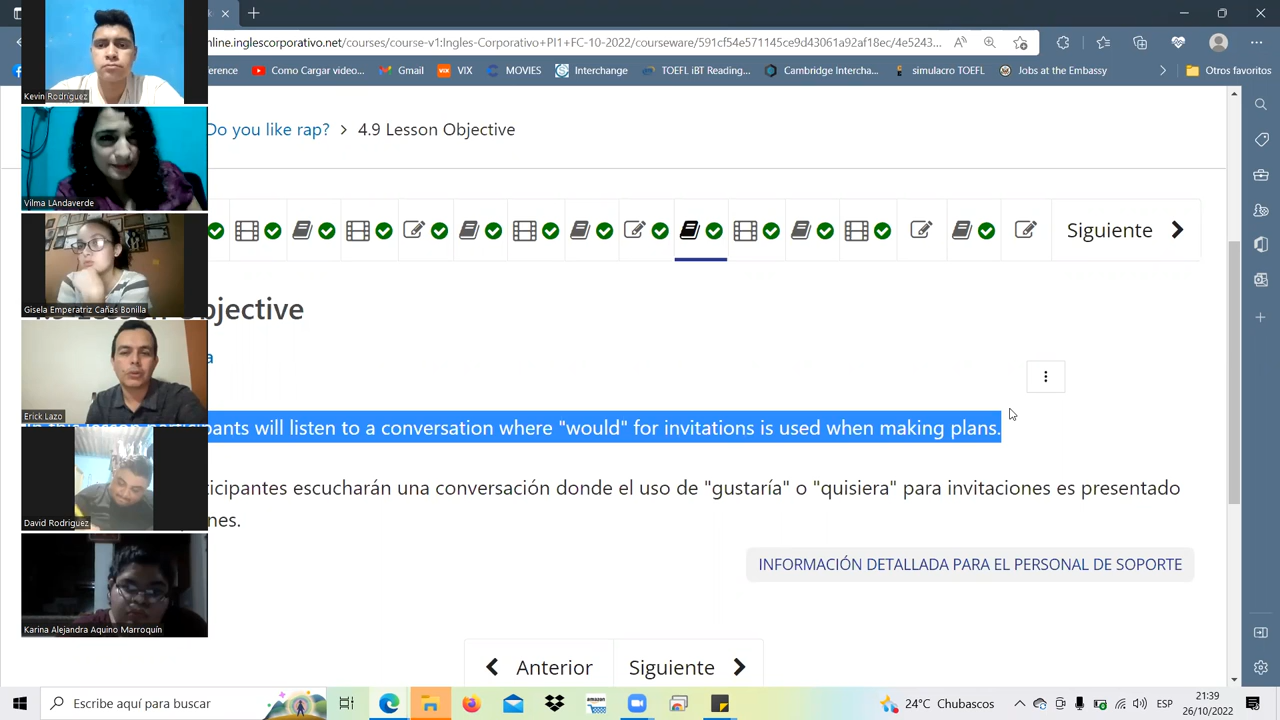 Kevin Rodriguez
Vilma LAndaverde
Gisela Emperatriz Cañas Bonilla
Erick Lazo
David Rodriguez
Karina Alejandra Aquino Marroquín
nline.inglescorporativo.net/courses/course-v1:Ingles-Corporativo+PI1+FC-10-2022/courseware/591cf54e571145ce9d43061a92af18ec/4e5243...
ference
Como Cargar video...
Gmail
VIX
MOVIES
Interchange
TOEFL iBT Reading...
Cambridge Intercha...
simulacro TOEFL
Jobs at the Embassy
Otros favoritos
Do you like rap? > 4.9 Lesson Objective
Siguiente
Objective
a
pants will listen to a conversation where "would" for invitations is used when making plans.
ticipantes escucharán una conversación donde el uso de "gustaría" o "quisiera" para invitaciones es presentado
nes.
INFORMACIÓN DETALLADA PARA EL PERSONAL DE SOPORTE
Anterior
Siguiente
Escribe aquí para buscar
amazon
24°C Chubascos
ESP
21:39
26/10/2022